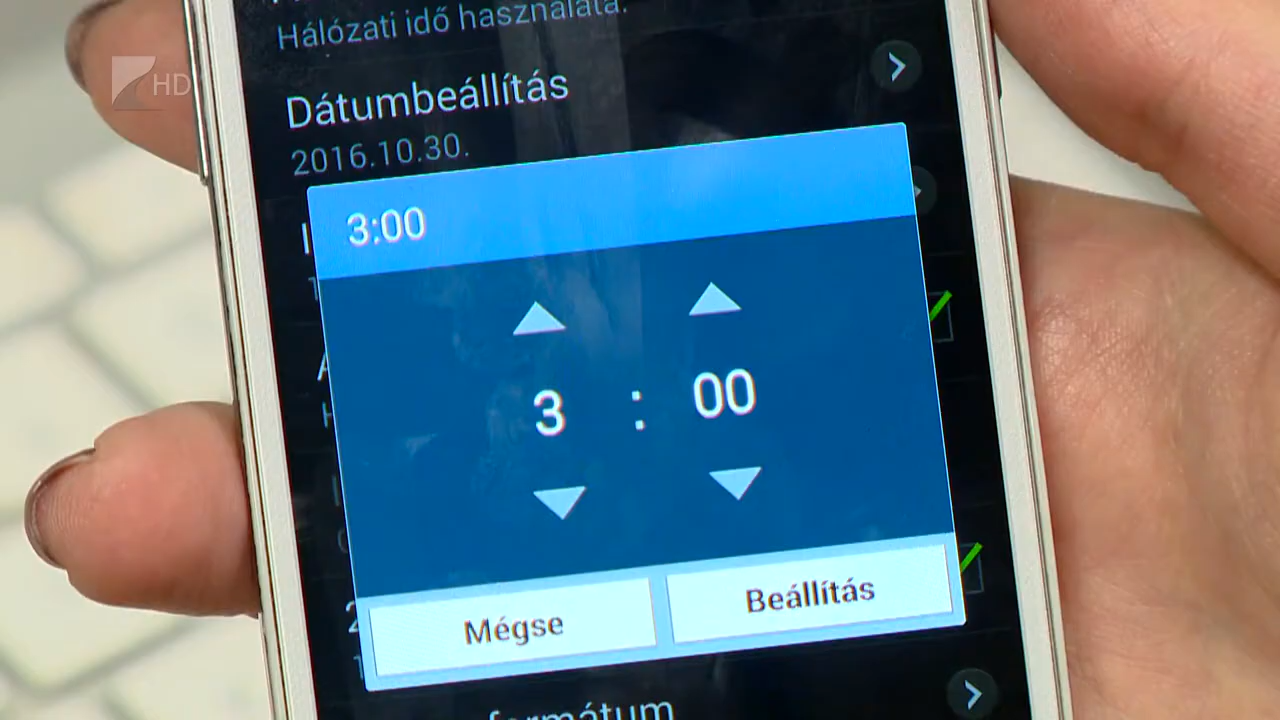 Hálózati idő használata.
HD
Dátumbeállítás
2016.10.30.
3:00
3 : 00
Mégse
Beállítás
formátum